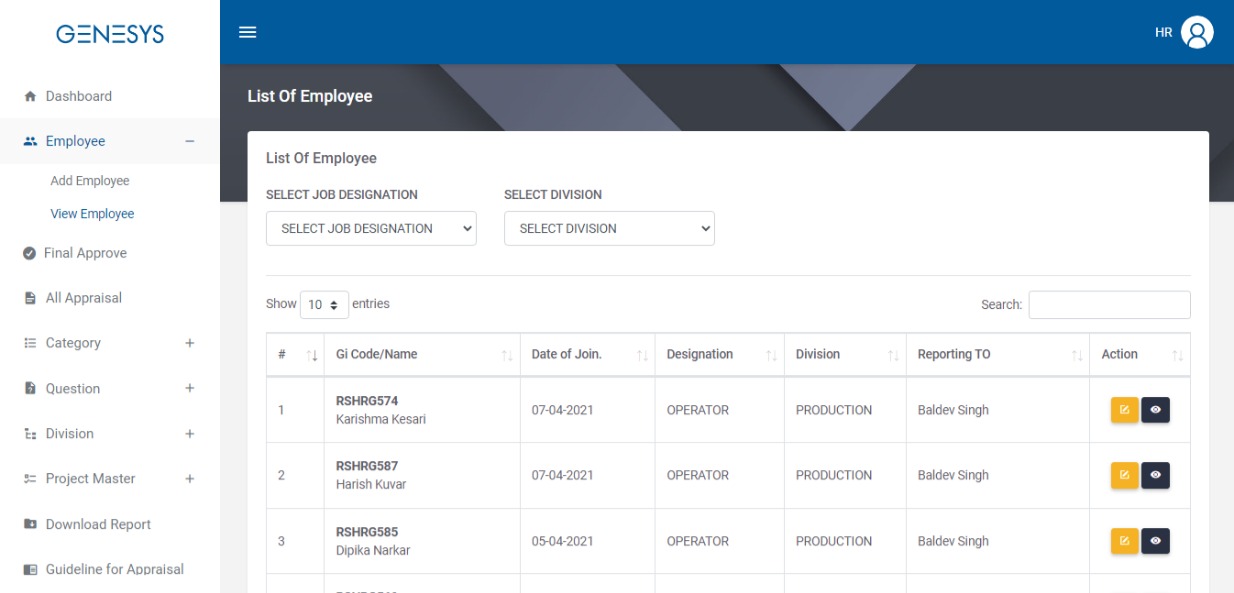 GENESYS
HR
Dashboard
Employee
Add Employee
View Employee
Final Approve
All Appraisal
Category
Question
Division
Project Master
Download Report
Guideline for Appraisal
List Of Employee
List Of Employee
SELECT JOB DESIGNATION SELECT DIVISION
SELECT JOB DESIGNATION SELECT DIVISION
Show 10 entries Search:
# Gi Code/Name Date of Join. Designation Division Reporting TO Action
1 RSHRG574 Karishma Kesari 07-04-2021 OPERATOR PRODUCTION Baldev Singh
2 RSHRG587 Harish Kuvar 07-04-2021 OPERATOR PRODUCTION Baldev Singh
3 RSHRG585 Dipika Narkar 05-04-2021 OPERATOR PRODUCTION Baldev Singh